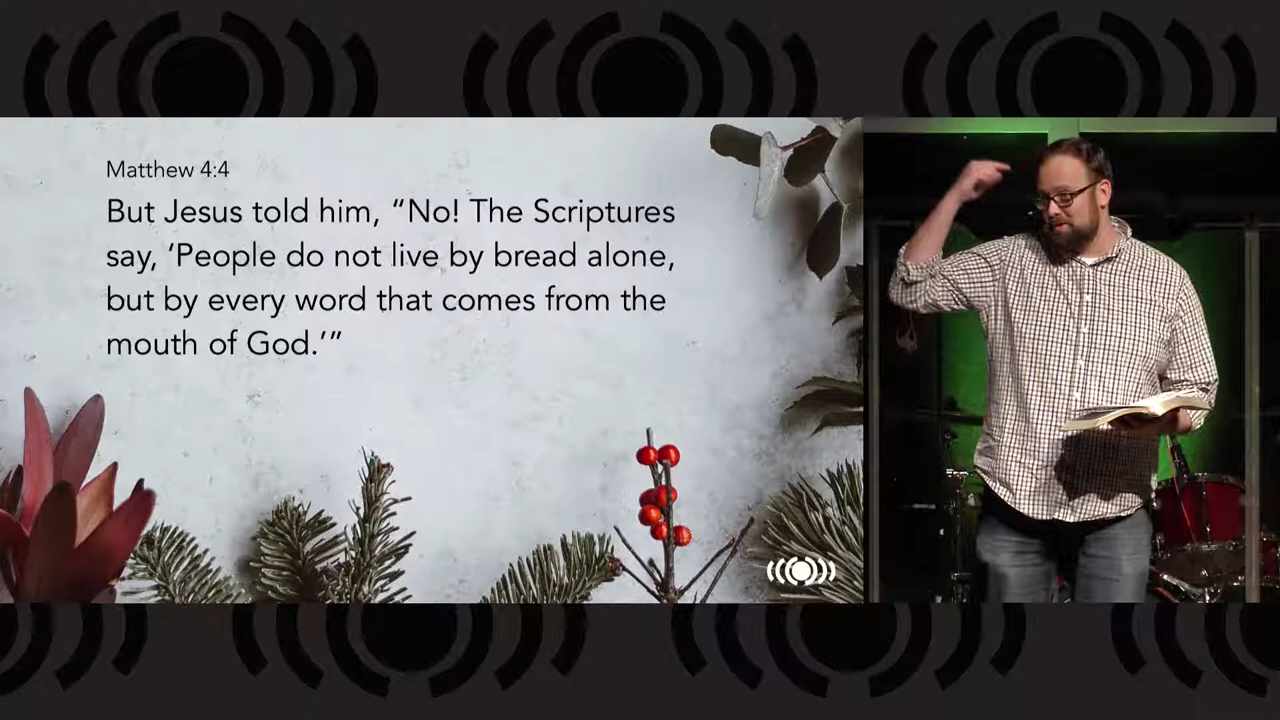 Matthew 4:4
But Jesus told him, “No! The Scriptures
say, ‘People do not live by bread alone,
but by every word that comes from the
mouth of God.’”